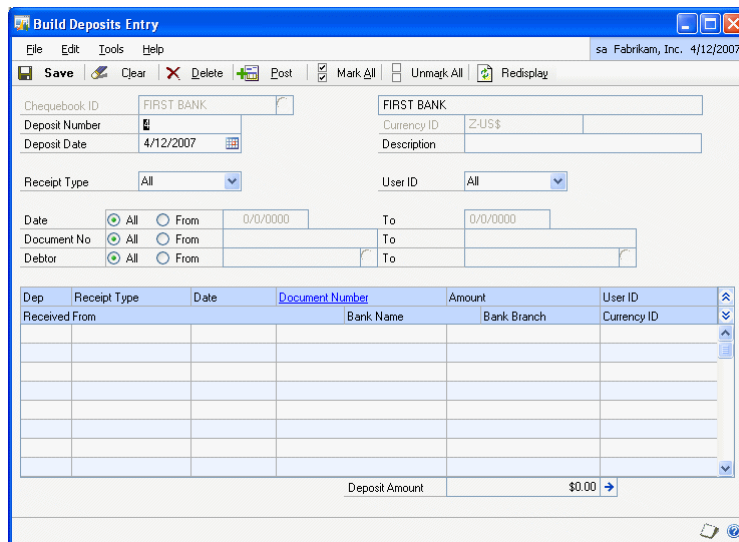 Build Deposits Entry
File Edit Tools Help sa Fabrikam, Inc. 4/12/2007
Save Clear Delete Post Mark All Unmark All Redisplay
Chequebook ID FIRST BANK FIRST BANK
Deposit Number 4 Currency ID Z-US$
Deposit Date 4/12/2007 Description
Receipt Type All User ID All
Date All From 0/0/0000 To 0/0/0000
Document No All From To
Debtor All From To
Dep Receipt Type Date Document Number Amount User ID
Received From Bank Name Bank Branch Currency ID
Deposit Amount $0.00